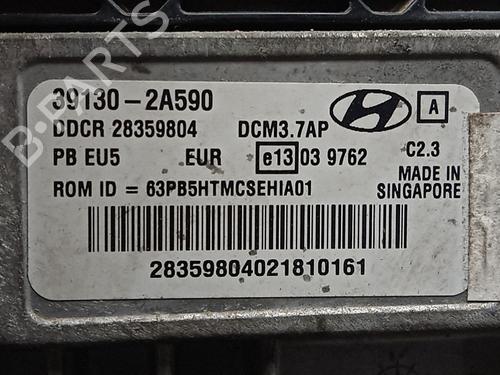 B-PARTS
39130-2A590
A
DDCR 28359804 DCM3.7AP
PB EU5 EUR e13 03 9762 C2.3
ROM ID = 63PB5HTMCSEHIA01
MADE IN
SINGAPORE
28359804021810161